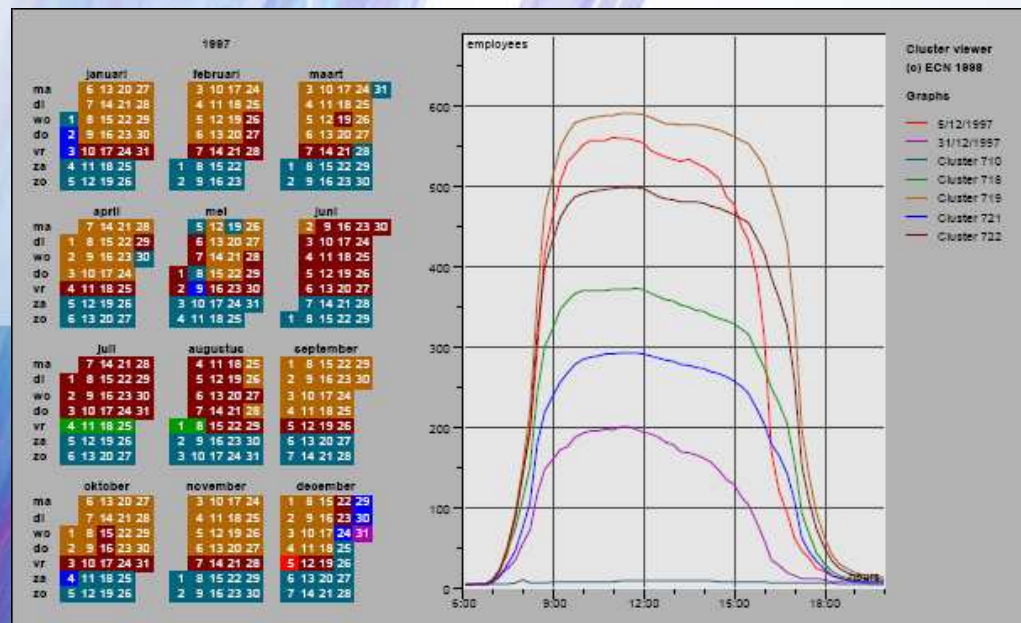 1997
januari februari maart
ma 6 13 20 27 3 10 17 24 3 10 17 24 31
di 7 14 21 28 4 11 18 25 4 11 18 25
wo 1 8 15 22 29 5 12 19 26 5 12 19 26
do 2 9 16 23 30 6 13 20 27 6 13 20 27
vr 3 10 17 24 31 7 14 21 28 7 14 21 28
za 4 11 18 25 1 8 15 22 1 8 15 22 29
zo 5 12 19 26 2 9 16 23 2 9 16 23 30
april mei juni
ma 7 14 21 28 5 12 19 26 2 9 16 23 30
di 1 8 15 22 29 6 13 20 27 3 10 17 24
wo 2 9 16 23 30 7 14 21 28 4 11 18 25
do 3 10 17 24 1 8 15 22 29 5 12 19 26
vr 4 11 18 25 2 9 16 23 30 6 13 20 27
za 5 12 19 26 3 10 17 24 31 7 14 21 28
zo 6 13 20 27 4 11 18 25 1 8 15 22 29
juli augustus september
ma 7 14 21 28 4 11 18 25 1 8 15 22 29
di 1 8 15 22 29 5 12 19 26 2 9 16 23 30
wo 2 9 16 23 30 6 13 20 27 3 10 17 24
do 3 10 17 24 31 7 14 21 28 4 11 18 25
vr 4 11 18 25 1 8 15 22 29 5 12 19 26
za 5 12 19 26 2 9 16 23 30 6 13 20 27
zo 6 13 20 27 3 10 17 24 31 7 14 21 28
oktober november december
ma 6 13 20 27 3 10 17 24 1 8 15 22 29
di 7 14 21 28 4 11 18 25 2 9 16 23 30
wo 1 8 15 22 29 5 12 19 26 3 10 17 24 31
do 2 9 16 23 30 6 13 20 27 4 11 18 25
vr 3 10 17 24 31 7 14 21 28 5 12 19 26
za 4 11 18 25 1 8 15 22 29 6 13 20 27
zo 5 12 19 26 2 9 16 23 30 7 14 21 28
employees
600
500
400
300
200
100
0
6:00 9:00 12:00 15:00 18:00
hours
Cluster viewer
(c) ECN 1998
Graphs
5/12/1997
31/12/1997
Cluster 710
Cluster 718
Cluster 719
Cluster 721
Cluster 722